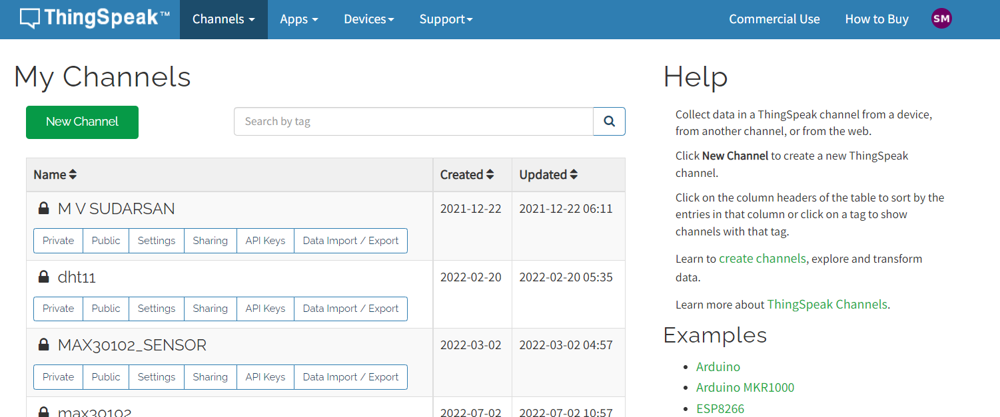 ThingSpeak™ Channels Apps Devices Support Commercial Use How to Buy SM
My Channels
New Channel
Search by tag
Name Created Updated
M V SUDARSAN 2021-12-22 2021-12-22 06:11
Private Public Settings Sharing API Keys Data Import / Export
dht11 2022-02-20 2022-02-20 05:35
Private Public Settings Sharing API Keys Data Import / Export
MAX30102_SENSOR 2022-03-02 2022-03-02 04:57
Private Public Settings Sharing API Keys Data Import / Export
max30102 2022-07-02 2022-07-02 10:57
Help
Collect data in a ThingSpeak channel from a device,
from another channel, or from the web.
Click New Channel to create a new ThingSpeak
channel.
Click on the column headers of the table to sort by the
entries in that column or click on a tag to show
channels with that tag.
Learn to create channels, explore and transform
data.
Learn more about ThingSpeak Channels.
Examples
Arduino
Arduino MKR1000
ESP8266